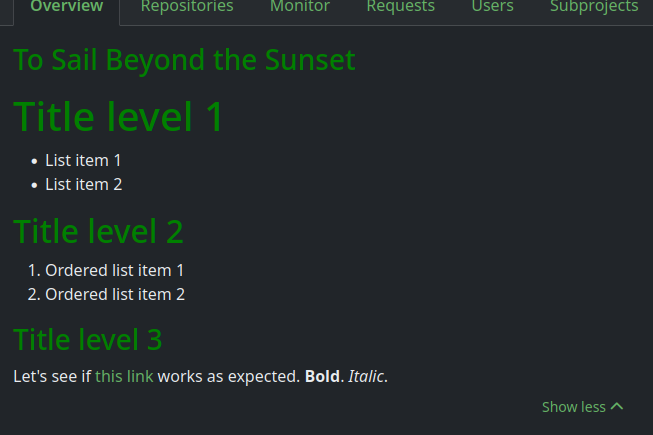 Overview Repositories Monitor Requests Users Subprojects
To Sail Beyond the Sunset
Title level 1
• List item 1
• List item 2
Title level 2
1. Ordered list item 1
2. Ordered list item 2
Title level 3
Let's see if this link works as expected. Bold. Italic.
Show less